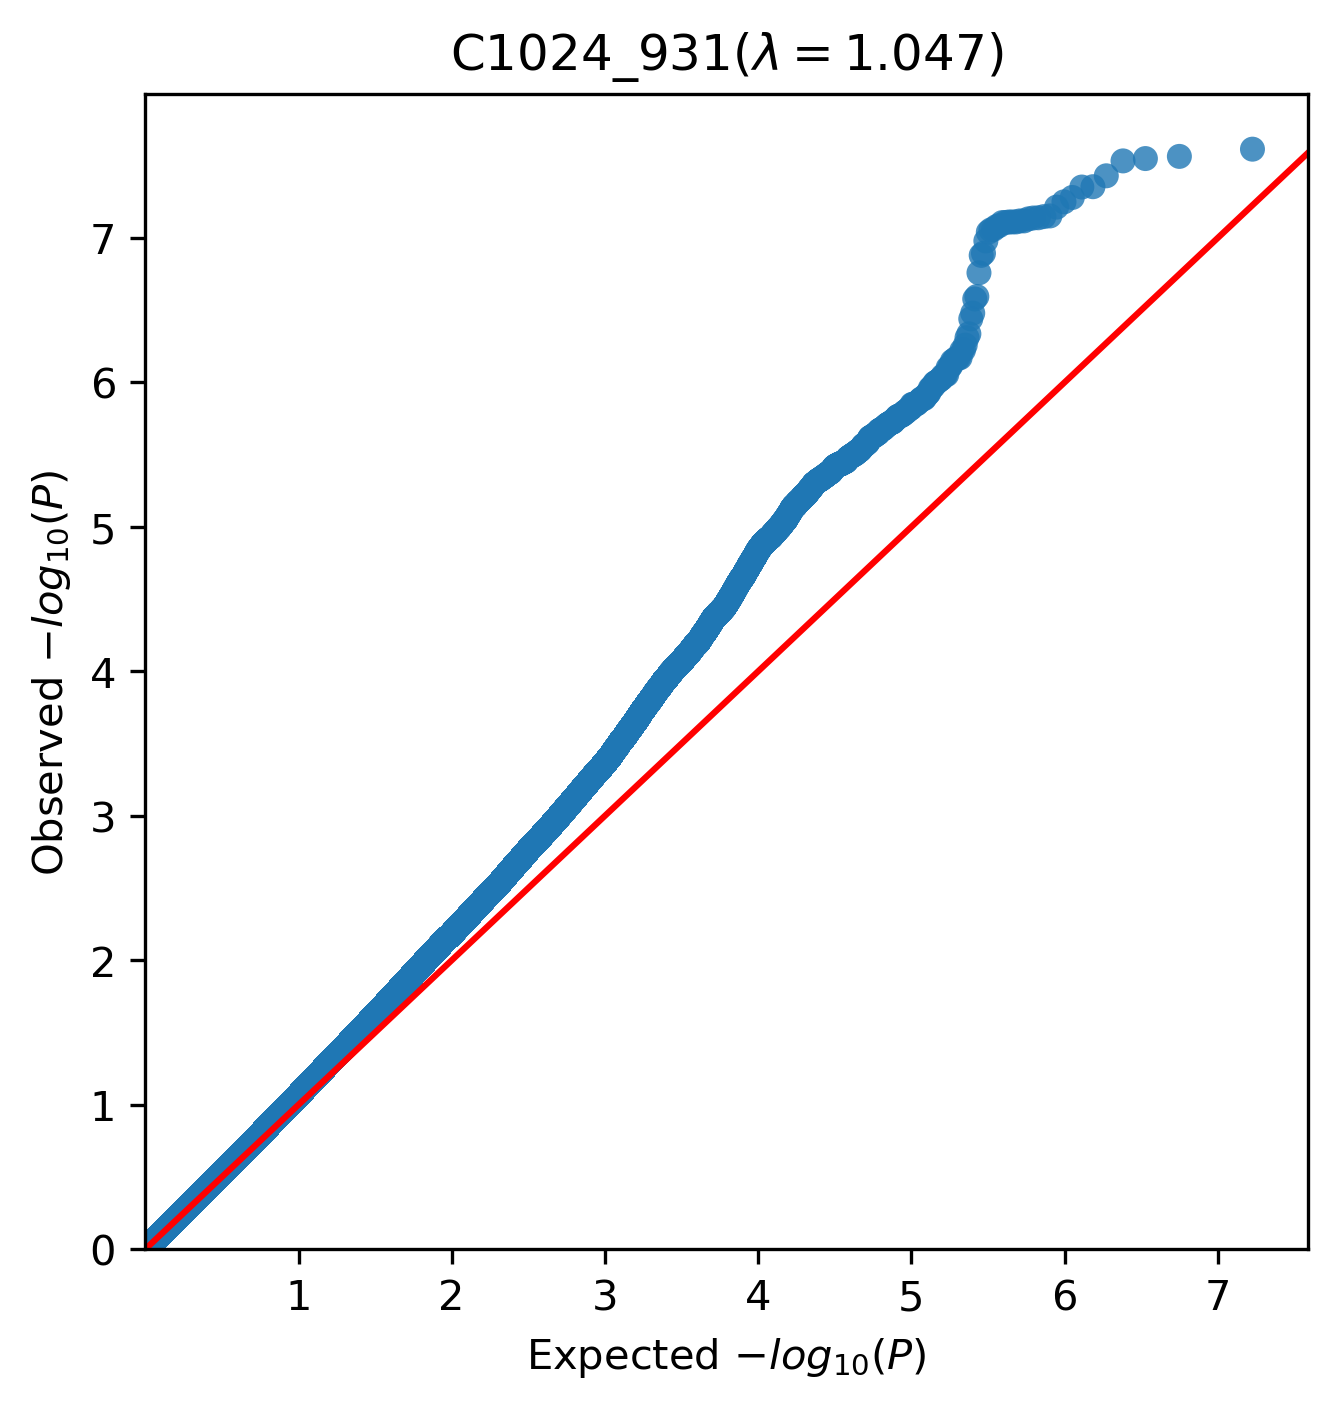 C1024_931(λ = 1.047)
Observed −log₁₀(P)
7
6
5
4
3
2
1
0
1 2 3 4 5 6 7
Expected −log₁₀(P)